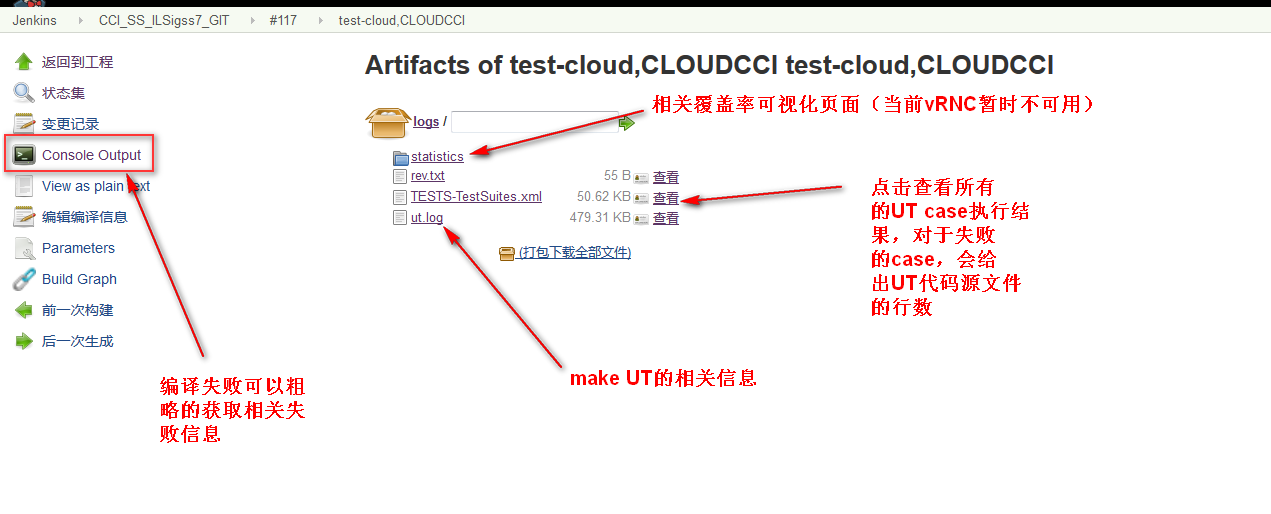 Jenkins CCI_SS_ILSigss7_GIT #117 test-cloud,CLOUDCCI
返回到工程
状态集
变更记录
Console Output
View as plain text
编辑编译信息
Parameters
Build Graph
前一次构建
后一次生成
Artifacts of test-cloud,CLOUDCCI test-cloud,CLOUDCCI
相关覆盖率可视化页面（当前vRNC暂时不可用）
logs /
statistics
rev.txt 55 B 查看
TESTS-TestSuites.xml 50.62 KB 查看
ut.log 479.31 KB 查看
(打包下载全部文件)
点击查看所有
的UT case执行结
果，对于失败
的case，会给
出UT代码源文件
的行数
make UT的相关信息
编译失败可以粗
略的获取相关失
败信息